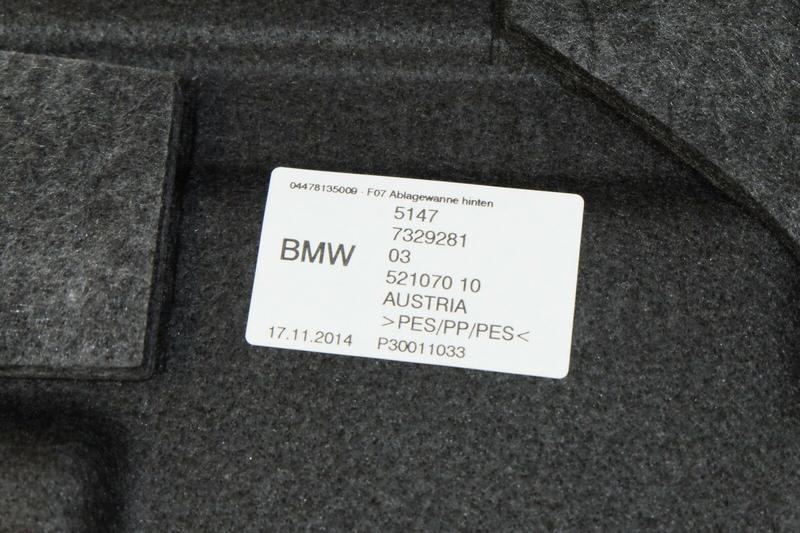 04478135009 - F07 Ablagewanne hinten
5147
7329281
BMW
03
521070 10
AUSTRIA
>PES/PP/PES<
17.11.2014 P30011033